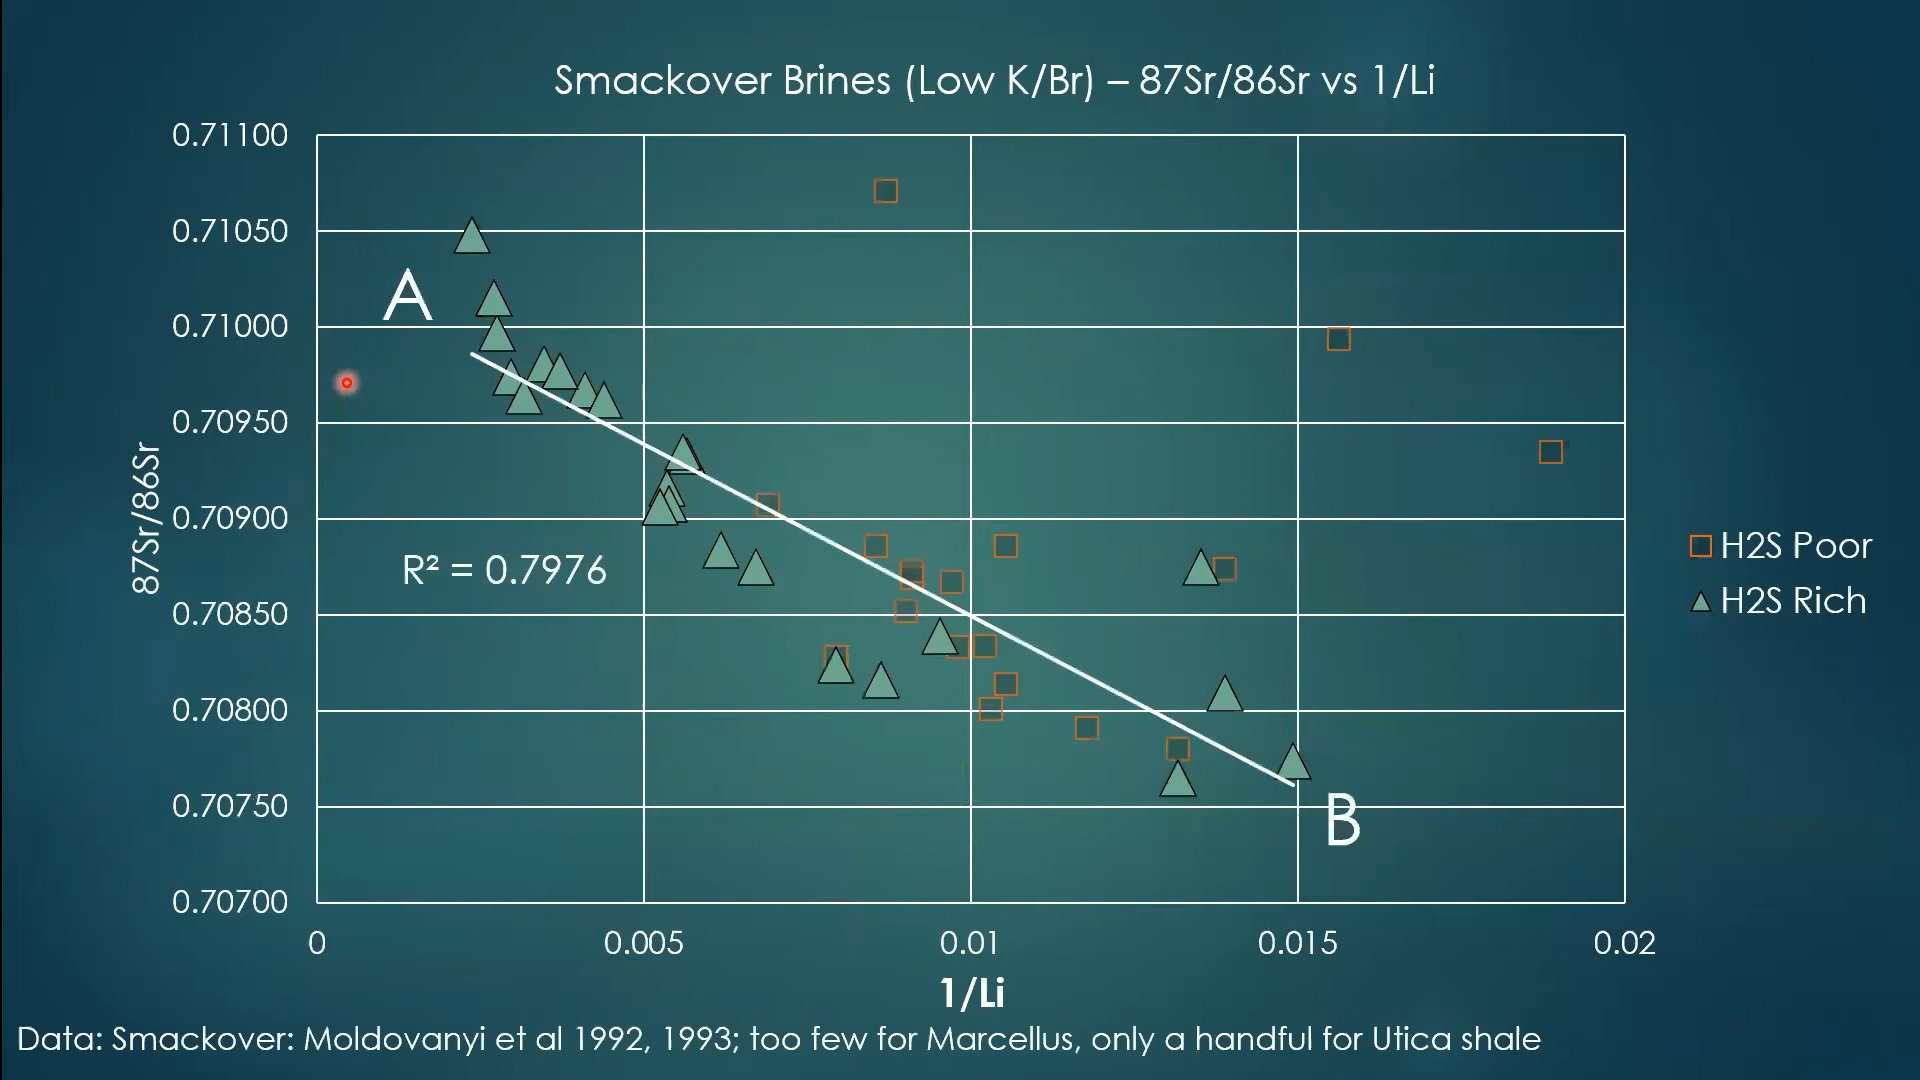 Smackover Brines (Low K/Br) – 87Sr/86Sr vs 1/Li
0.71100
0.71050
0.71000
0.70950
0.70900
0.70850
0.70800
0.70750
0.70700
87Sr/86Sr
A
R² = 0.7976
B
H2S Poor
H2S Rich
0 0.005 0.01 0.015 0.02
1/Li
Data: Smackover: Moldovanyi et al 1992, 1993; too few for Marcellus, only a handful for Utica shale